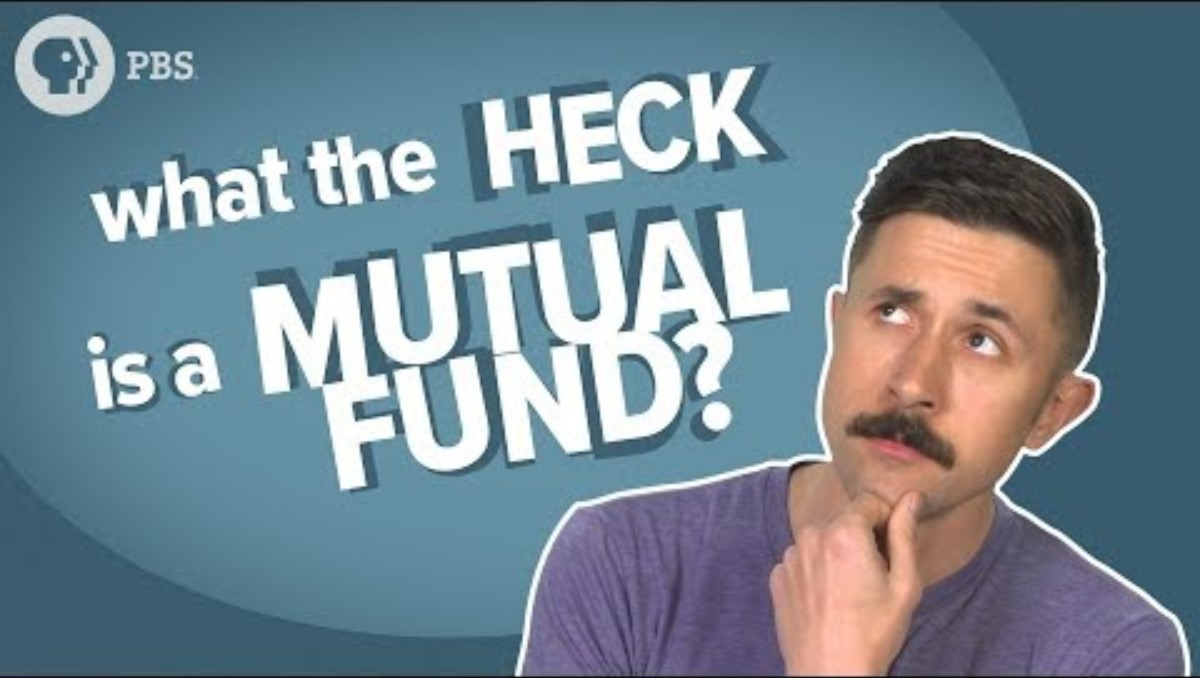 PBS
what the HECK
is a MUTUAL
FUND?